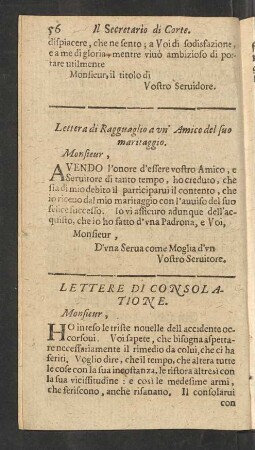 56 Il Secretario di Corte.
dispiacere, che ne sento; a Voi di sodisfazione,
e a me di gloria, mentre viuò ambizioso di por-
tare utilmente
Monsieur, il titolo di
Vostro Seruidore.
Lettera di Ragguaglio a vn' Amico del suo
maritaggio.
Monsieur,
AVENDO l'onore d'essere vostro Amico, e
Seruitore di tauto tempo, ho creduto, che
sia di mio debito il participarui il contento, che
io riceuo dal mio maritaggio con l'auuiso del suo
felice successo. Io vi assicuro adunque dell'ac-
quisto, che io ho fatto d'vna Padrona, e Voi,
Monsieur,
D'vna Serua come Moglia d'vn
Vostro Seruitore.
LETTERE DI CONSOLA-
TIONE.
Monsieur,
HO inteso le triste nouelle dell accidente oc-
corsoui. Voi sapete, che bisogna aspetta-
re necessariamente il rimedio da colui, che ci ha
feriti, Voglio dire, che il tempo, che altera tutte
le cose con la sua incostanza, le ristora altresi con
la sua vicissitudine: e così le medesime armi,
che feriscono, anche risanano. Il consolarui
con